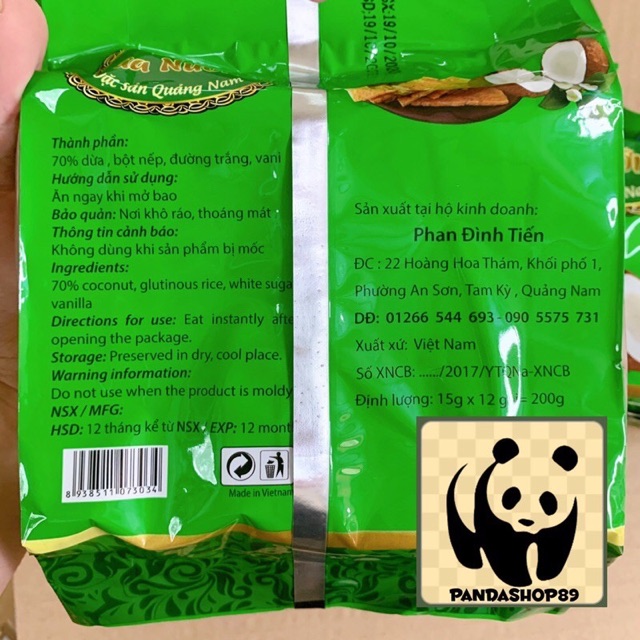 Đặc sản Quảng Nam
Thành phần:
70% dừa , bột nếp, đường trắng, vani
Hướng dẫn sử dụng:
Ăn ngay khi mở bao
Bảo quản: Nơi khô ráo, thoáng mát
Thông tin cảnh báo:
Không dùng khi sản phẩm bị mốc
Ingredients:
70% coconut, glutinous rice, white suga
vanilla
Directions for use: Eat instantly afte
opening the package.
Storage: Preserved in dry, cool place.
Warning information:
Do not use when the product is moldy
NSX / MFG:
HSD: 12 tháng kể từ NSX , EXP: 12 mont
8 938511 073034
Made in Vietnam
SD:19/10
SX:19/10/20
Sản xuất tại hộ kinh doanh:
Phan Đình Tiến
ĐC : 22 Hoàng Hoa Thám, Khối phố 1,
Phường An Sơn, Tam Kỳ , Quảng Nam
DĐ: 01266 544 693 - 090 5575 731
Xuất xứ: Việt Nam
Số XNCB: ....../2017/YTQNa-XNCB
Định lượng: 15g x 12 g = 200g
PANDASHOP89